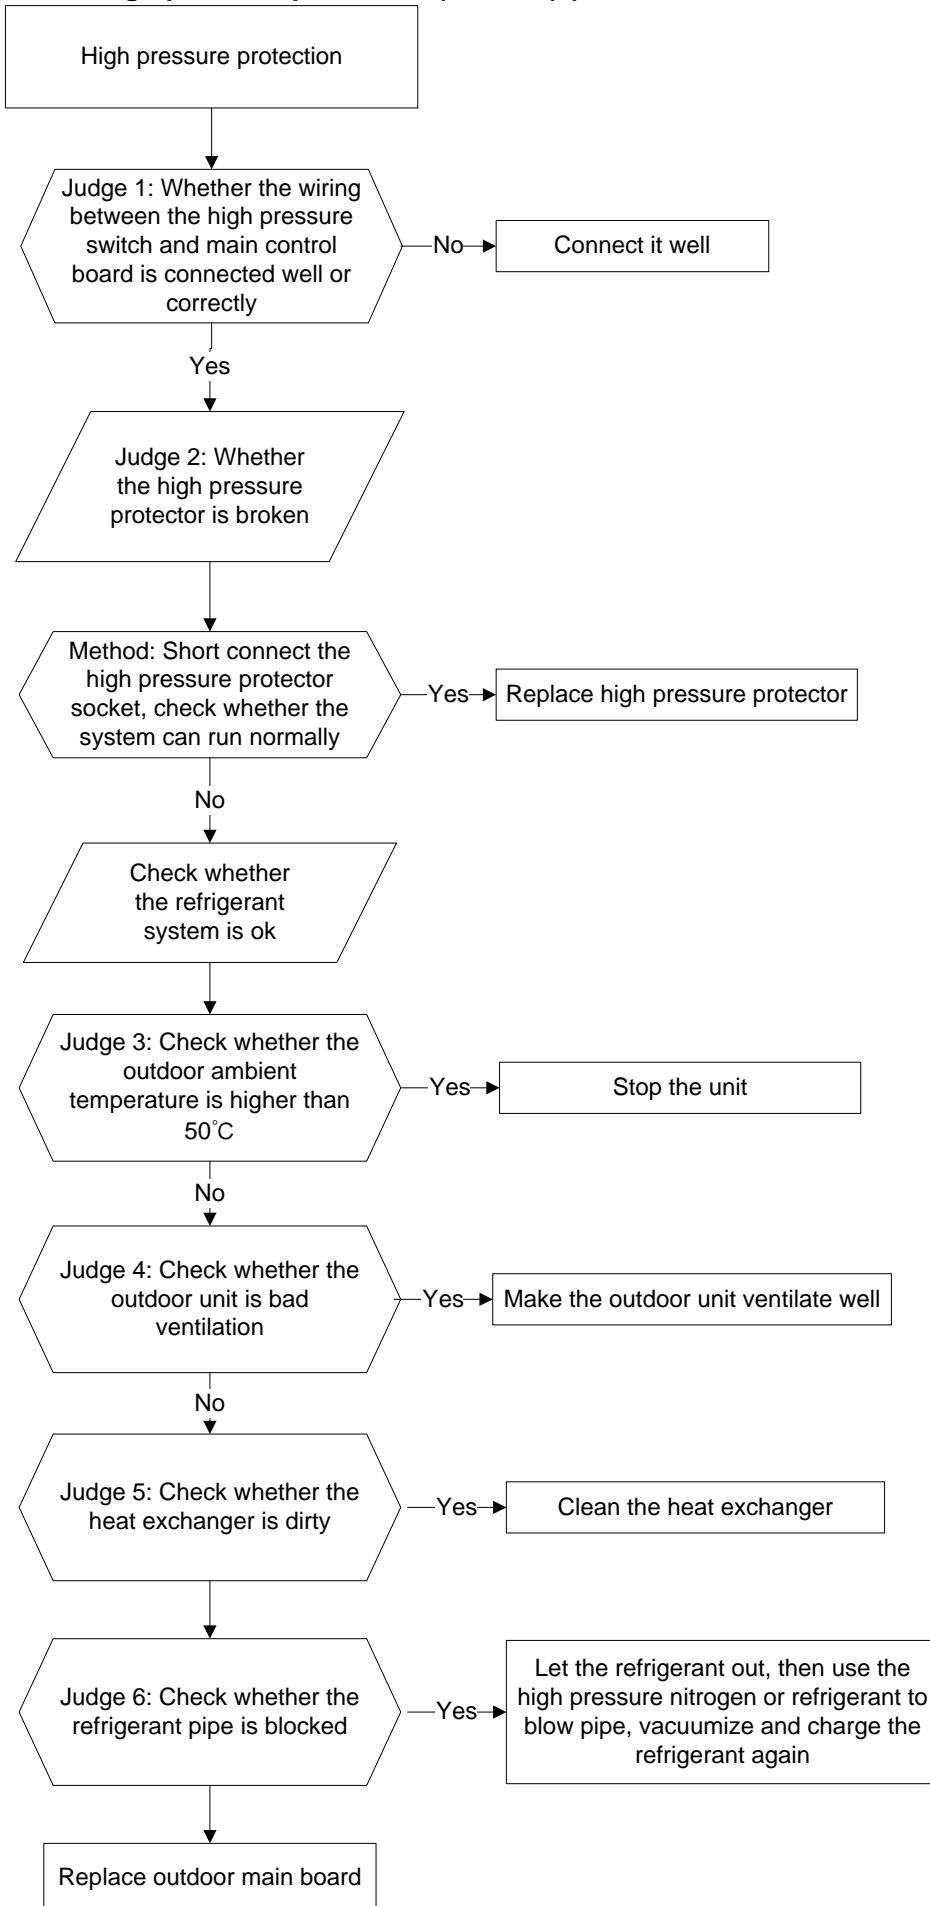 High pressure protection
Judge 1: Whether the wiring
between the high pressure
switch and main control
board is connected well or
correctly
No
Connect it well
Yes
Judge 2: Whether
the high pressure
protector is broken
Method: Short connect the
high pressure protector
socket, check whether the
system can run normally
Yes
Replace high pressure protector
No
Check whether
the refrigerant
system is ok
Judge 3: Check whether the
outdoor ambient
temperature is higher than
50℃
Yes
Stop the unit
No
Judge 4: Check whether the
outdoor unit is bad
ventilation
Yes
Make the outdoor unit ventilate well
No
Judge 5: Check whether the
heat exchanger is dirty
Yes
Clean the heat exchanger
Judge 6: Check whether the
refrigerant pipe is blocked
Yes
Let the refrigerant out, then use the
high pressure nitrogen or refrigerant to
blow pipe, vacuumize and charge the
refrigerant again
Replace outdoor main board